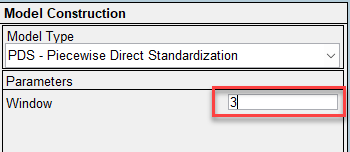 Model Construction
Model Type
PDS - Piecewise Direct Standardization
Parameters
Window 3